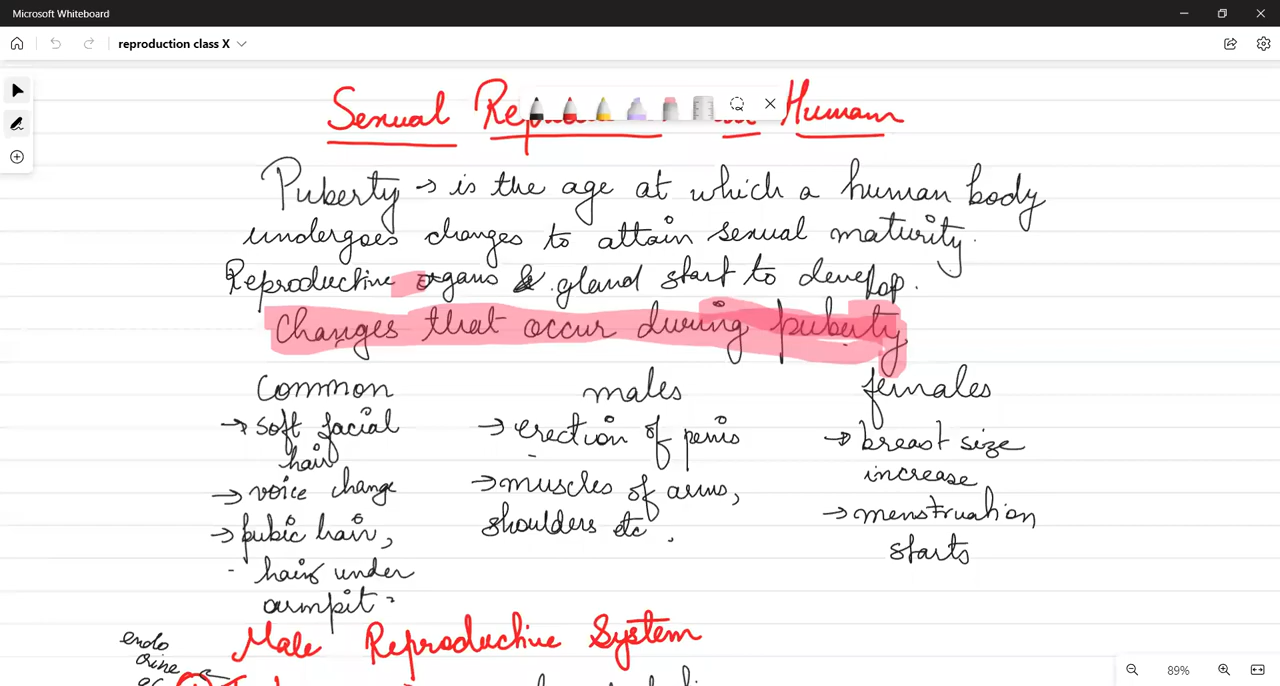 Microsoft Whiteboard
reproduction class X
Sexual Human
Puberty → is the age at which a human body
undergoes changes to attain sexual maturity.
Reproductive organs & gland start to develop.
Changes that occur during puberty
Common
→ soft facial
hair
→ voice change
→ pubic hair,
- hairs under
armpit
males
→ erection of penis
→ muscles of arms,
shoulders etc.
females
→ breast size
increase
→ menstruation
starts
Male Reproductive System
endo
crine
89%